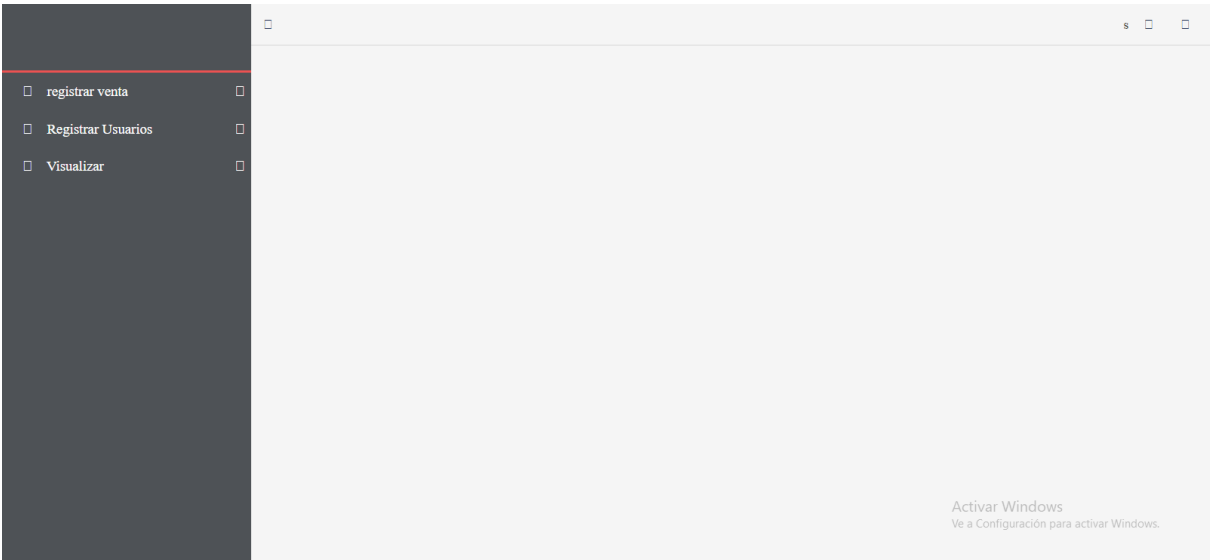 s
registrar venta
Registrar Usuarios
Visualizar
Activar Windows
Ve a Configuración para activar Windows.